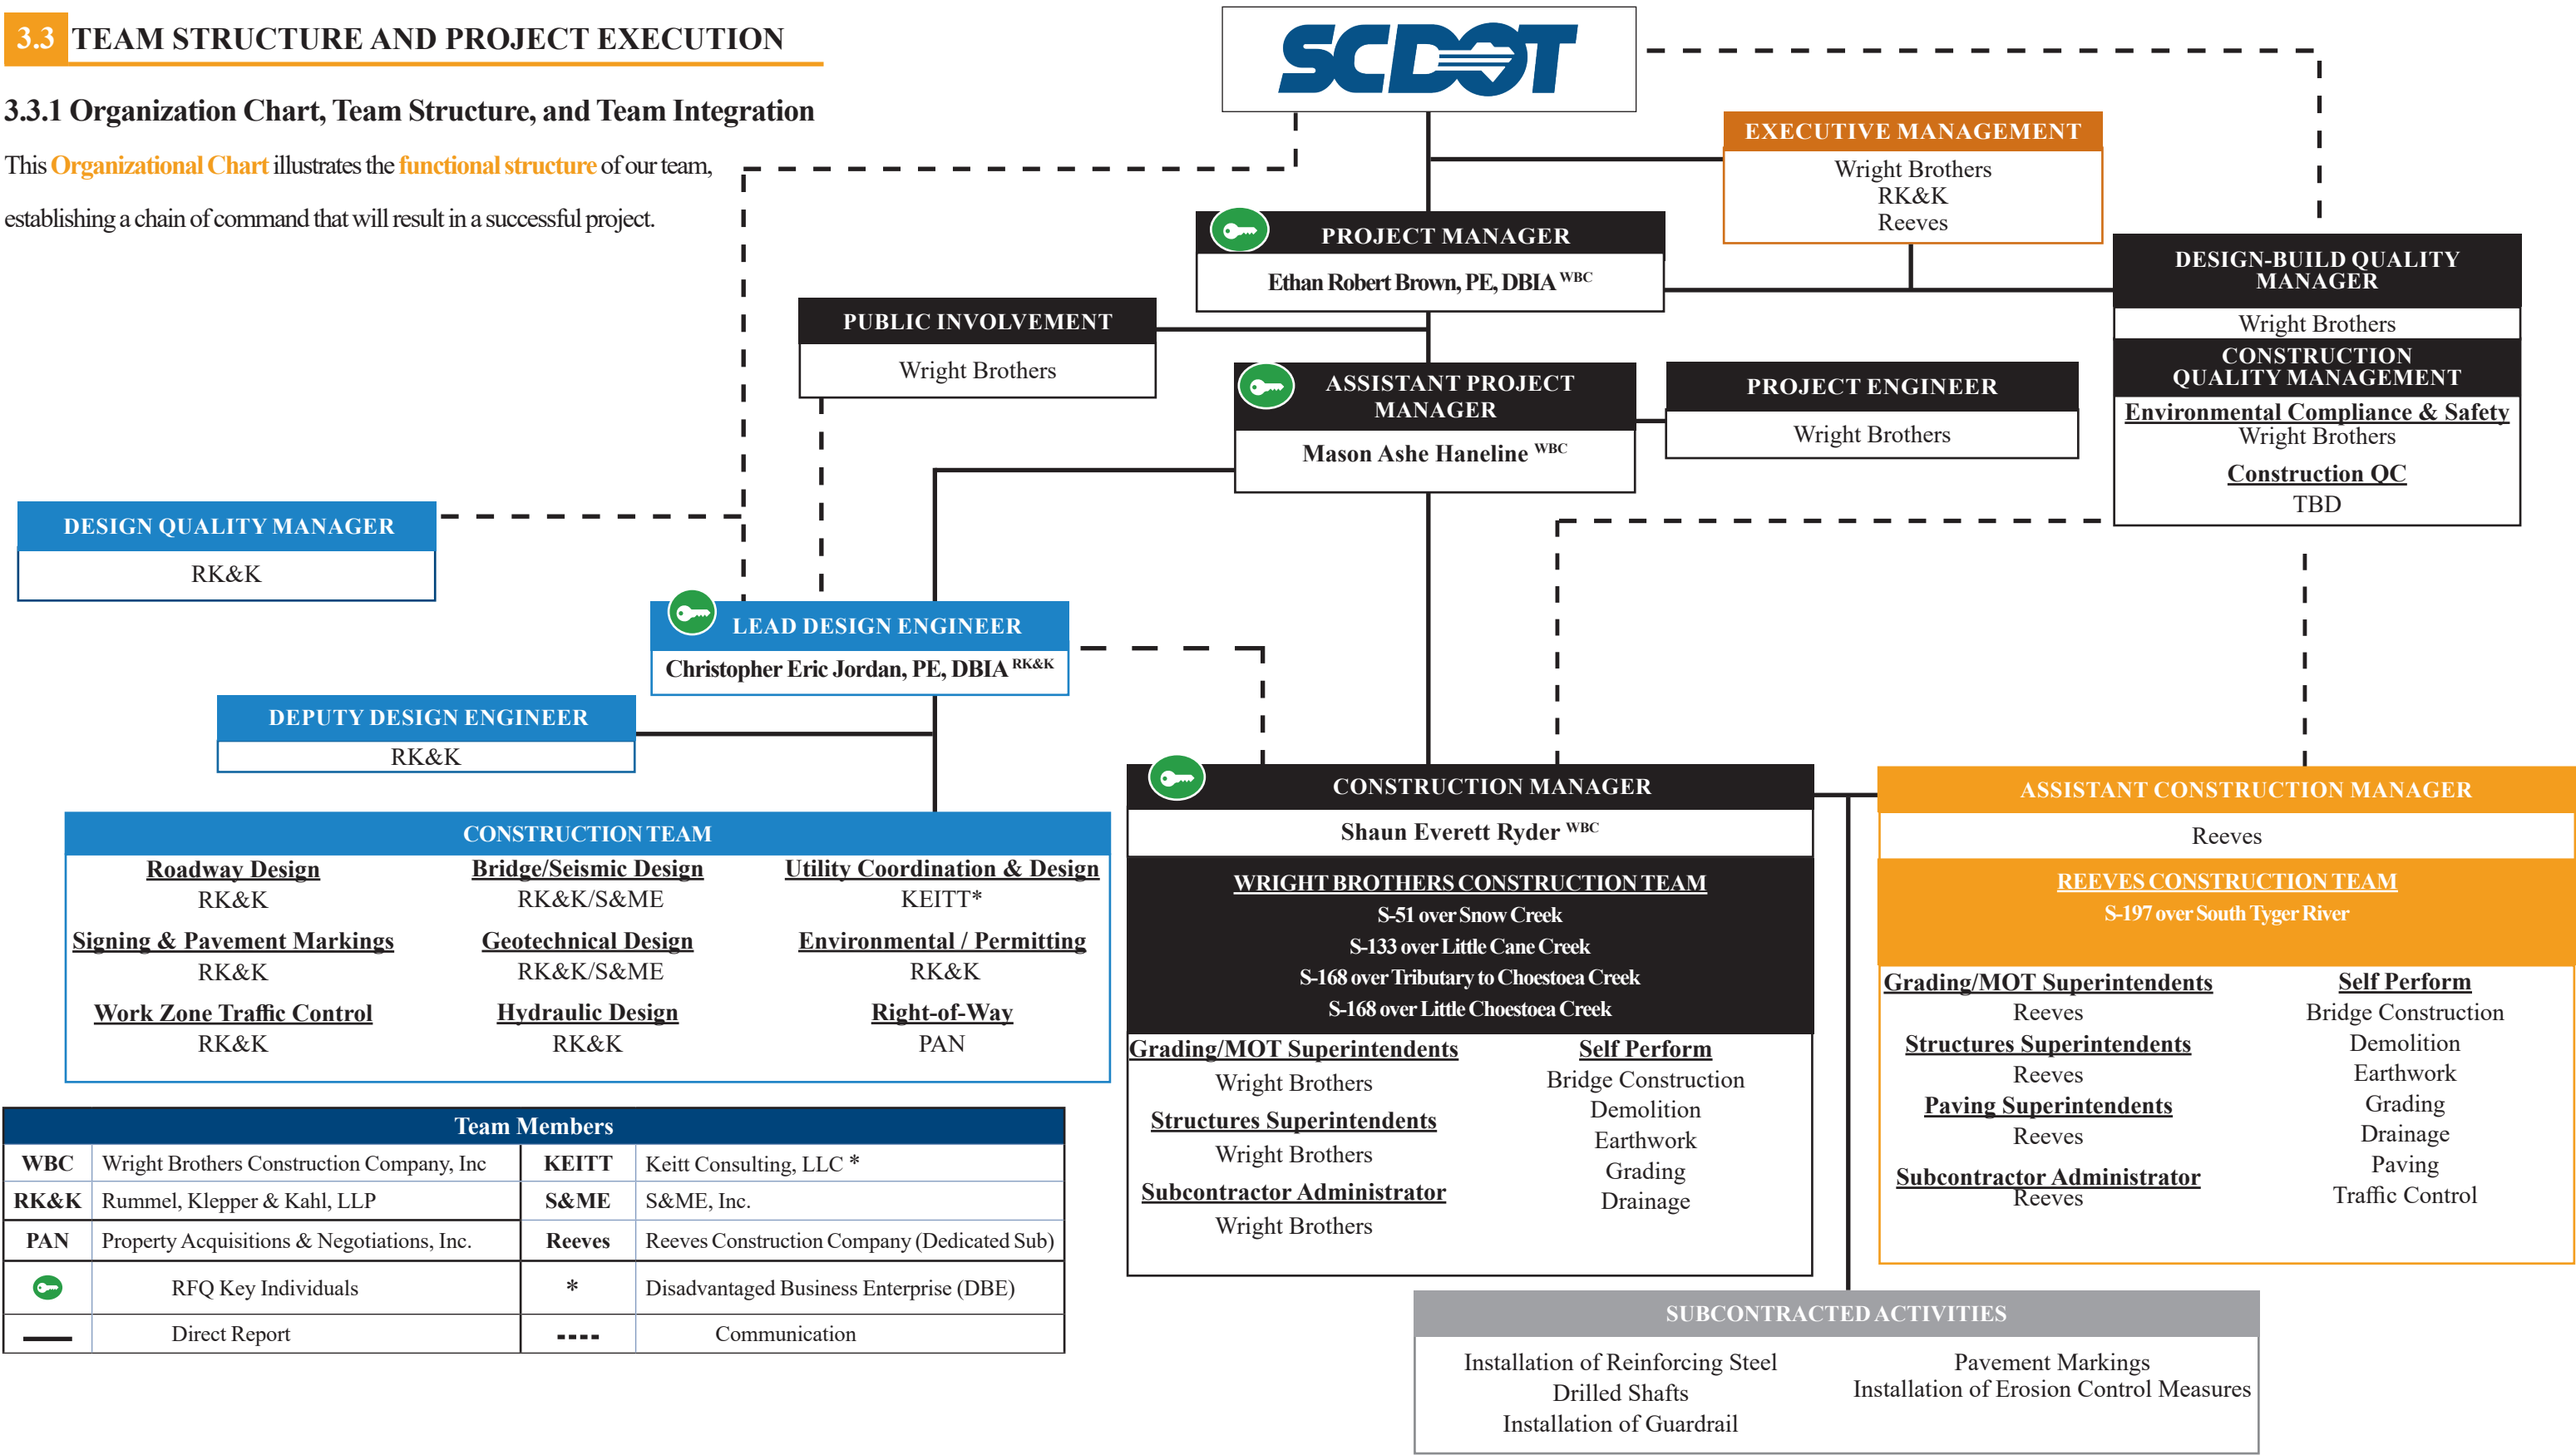 3.3 TEAM STRUCTURE AND PROJECT EXECUTION
3.3.1 Organization Chart, Team Structure, and Team Integration
This Organizational Chart illustrates the functional structure of our team,
establishing a chain of command that will result in a successful project.
SCDOT
EXECUTIVE MANAGEMENT
Wright Brothers
RK&K
Reeves
PROJECT MANAGER
Ethan Robert Brown, PE, DBIA WBC
DESIGN-BUILD QUALITY
MANAGER
Wright Brothers
CONSTRUCTION
QUALITY MANAGEMENT
Environmental Compliance & Safety
Wright Brothers
Construction QC
TBD
PUBLIC INVOLVEMENT
Wright Brothers
ASSISTANT PROJECT
MANAGER
Mason Ashe Haneline WBC
PROJECT ENGINEER
Wright Brothers
DESIGN QUALITY MANAGER
RK&K
LEAD DESIGN ENGINEER
Christopher Eric Jordan, PE, DBIA RK&K
DEPUTY DESIGN ENGINEER
RK&K
CONSTRUCTION TEAM
Roadway Design
RK&K
Signing & Pavement Markings
RK&K
Work Zone Traffic Control
RK&K
Bridge/Seismic Design
RK&K/S&ME
Geotechnical Design
RK&K/S&ME
Hydraulic Design
RK&K
Utility Coordination & Design
KEITT*
Environmental / Permitting
RK&K
Right-of-Way
PAN
CONSTRUCTION MANAGER
Shaun Everett Ryder WBC
WRIGHT BROTHERS CONSTRUCTION TEAM
S-51 over Snow Creek
S-133 over Little Cane Creek
S-168 over Tributary to Choestoea Creek
S-168 over Little Choestoea Creek
Grading/MOT Superintendents
Wright Brothers
Structures Superintendents
Wright Brothers
Subcontractor Administrator
Wright Brothers
Self Perform
Bridge Construction
Demolition
Earthwork
Grading
Drainage
ASSISTANT CONSTRUCTION MANAGER
Reeves
REEVES CONSTRUCTION TEAM
S-197 over South Tyger River
Grading/MOT Superintendents
Reeves
Structures Superintendents
Reeves
Paving Superintendents
Reeves
Subcontractor Administrator
Reeves
Self Perform
Bridge Construction
Demolition
Earthwork
Grading
Drainage
Paving
Traffic Control
Team Members
WBC Wright Brothers Construction Company, Inc KEITT Keitt Consulting, LLC *
RK&K Rummel, Klepper & Kahl, LLP S&ME S&ME, Inc.
PAN Property Acquisitions & Negotiations, Inc. Reeves Reeves Construction Company (Dedicated Sub)
RFQ Key Individuals * Disadvantaged Business Enterprise (DBE)
Direct Report Communication
SUBCONTRACTED ACTIVITIES
Installation of Reinforcing Steel
Drilled Shafts
Installation of Guardrail
Pavement Markings
Installation of Erosion Control Measures